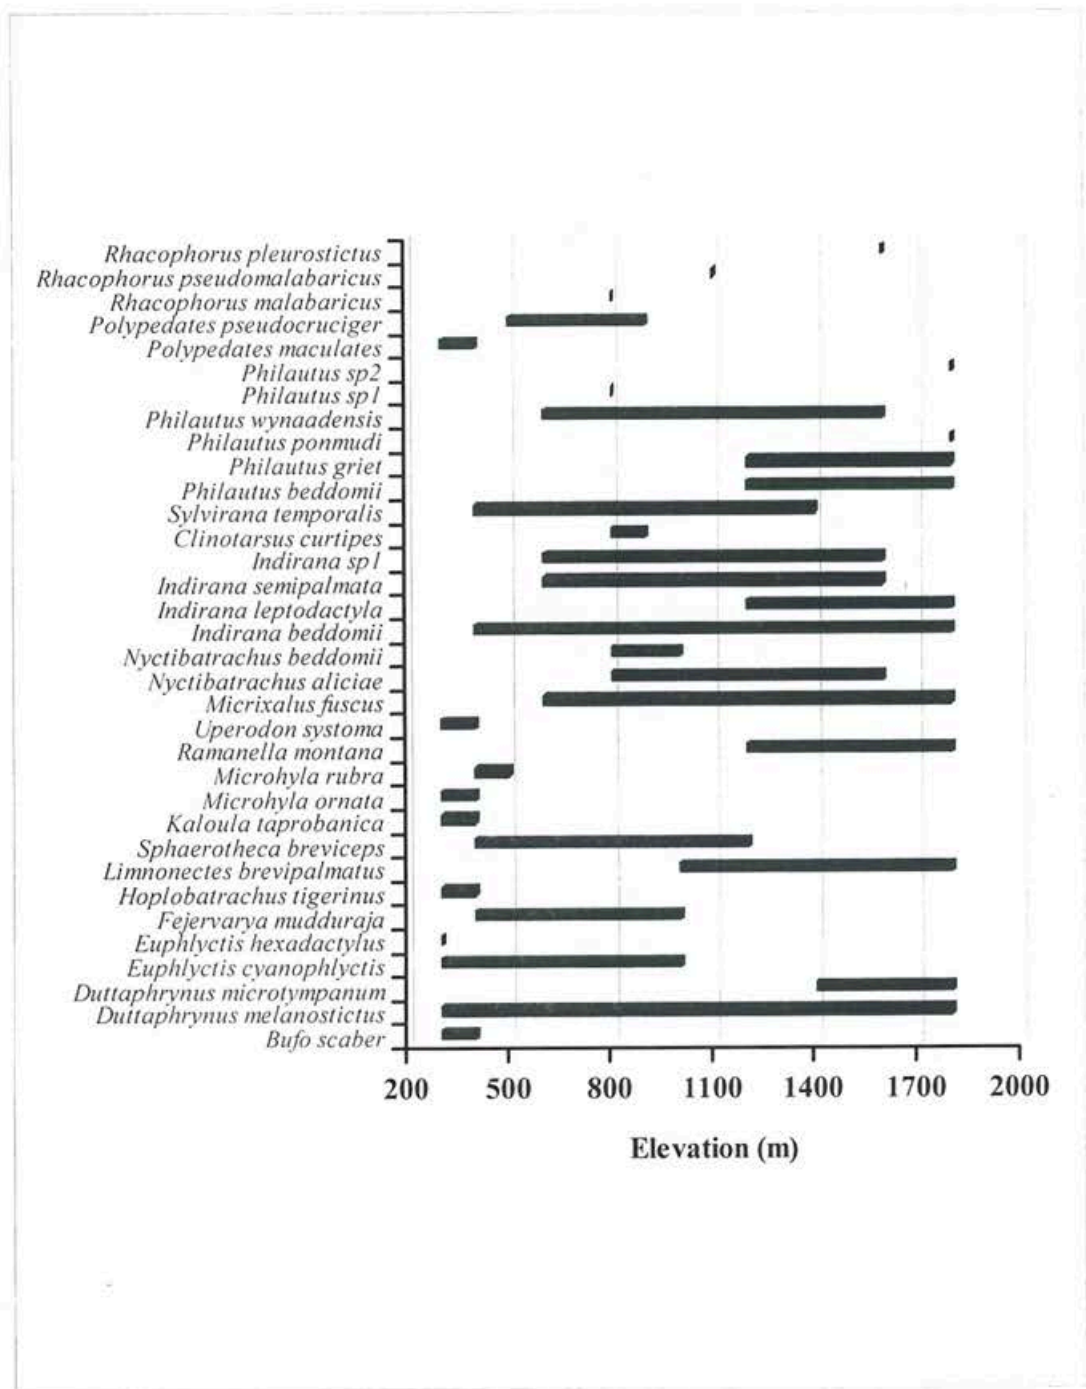 Rhacophorus pleurostictus
Rhacophorus pseudomalabaricus
Rhacophorus malabaricus
Polypedates pseudocruciger
Polypedates maculates
Philautus sp2
Philautus sp1
Philautus wynaadensis
Philautus ponmudi
Philautus griet
Philautus beddomii
Sylvirana temporalis
Clinotarsus curtipes
Indirana sp1
Indirana semipalmata
Indirana leptodactyla
Indirana beddomii
Nyctibatrachus beddomii
Nyctibatrachus aliciae
Micrixalus fuscus
Uperodon systoma
Ramanella montana
Microhyla rubra
Microhyla ornata
Kaloula taprobanica
Sphaerotheca breviceps
Limnonectes brevipalmatus
Hoplobatrachus tigerinus
Fejervarya mudduraja
Euphlyctis hexadactylus
Euphlyctis cyanophlyctis
Duttaphrynus microtympanum
Duttaphrynus melanostictus
Bufo scaber
200 500 800 1100 1400 1700 2000
Elevation (m)